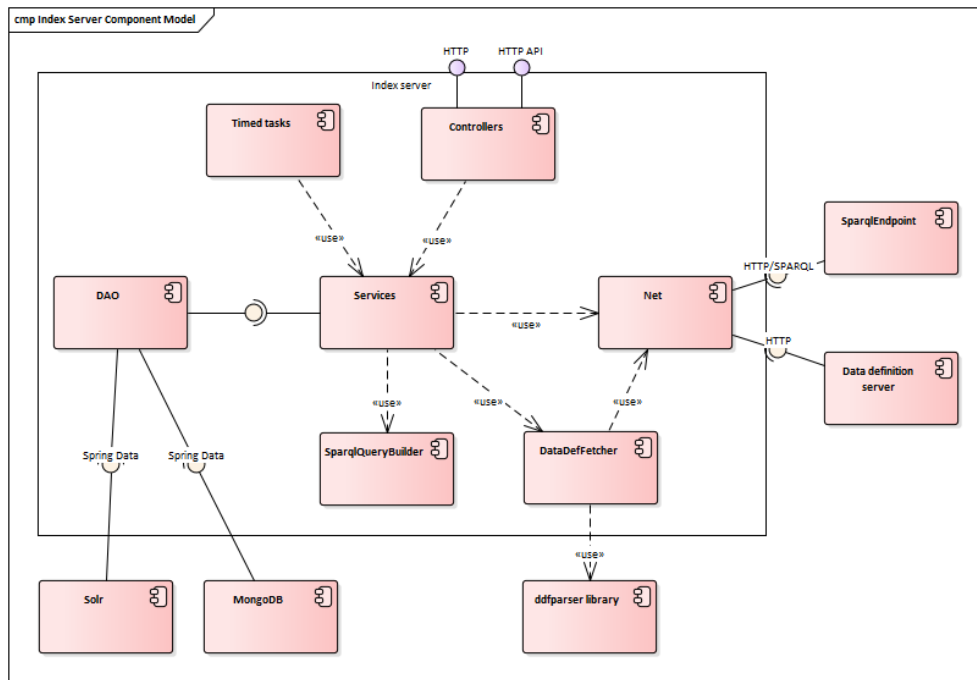 cmp Index Server Component Model
HTTP
HTTP API
Index server
Timed tasks
Controllers
SparqlEndpoint
«use»
«use»
HTTP/SPARQL
DAO
Services
Net
«use»
HTTP
Data definition
server
«use»
«use»
«use»
SparqlQueryBuilder
DataDefFetcher
Spring Data
Spring Data
«use»
Solr
MongoDB
ddfparser library